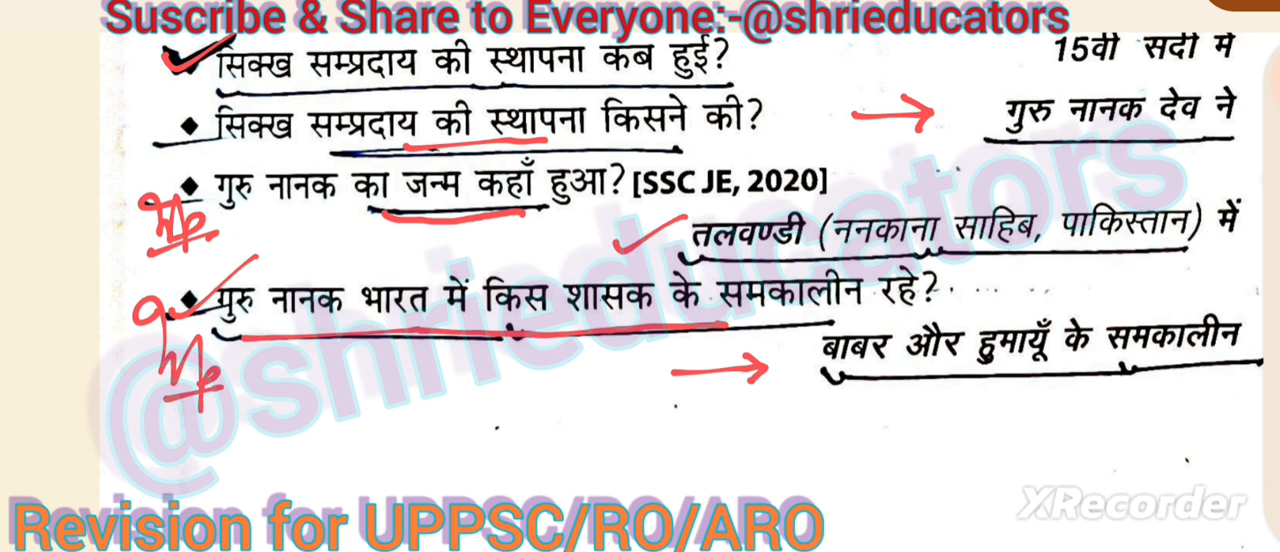 Suscribe & Share to Everyone:-@shrieducators
सिक्ख सम्प्रदाय की स्थापना कब हुई? 15वीं सदी में
♦ सिक्ख सम्प्रदाय की स्थापना किसने की? → गुरु नानक देव ने
♦ गुरु नानक का जन्म कहाँ हुआ? [SSC JE, 2020]
तलवण्डी (ननकाना साहिब, पाकिस्तान) में
♦ गुरु नानक भारत में किस शासक के समकालीन रहे?
→ बाबर और हुमायूँ के समकालीन
@shrieducators
Revision for UPPSC/RO/ARO
XRecorder